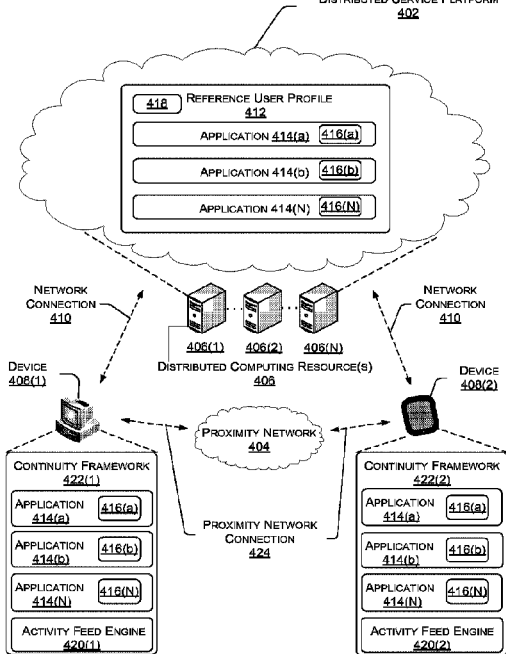 DISTRIBUTED SERVICE PLATFORM
402
418 REFERENCE USER PROFILE
412
APPLICATION 414(a) 416(a)
APPLICATION 414(b) 416(b)
APPLICATION 414(N) 416(N)
NETWORK
CONNECTION
410
NETWORK
CONNECTION
410
406(1) 406(2) 406(N)
DISTRIBUTED COMPUTING RESOURCE(S)
406
DEVICE
408(1)
DEVICE
408(2)
PROXIMITY NETWORK
404
PROXIMITY NETWORK
CONNECTION
424
CONTINUITY FRAMEWORK
422(1)
APPLICATION
414(a) 416(a)
APPLICATION
414(b) 416(b)
APPLICATION
414(N) 416(N)
ACTIVITY FEED ENGINE
420(1)
CONTINUITY FRAMEWORK
422(2)
APPLICATION
414(a) 416(a)
APPLICATION
414(b) 416(b)
APPLICATION
414(N) 416(N)
ACTIVITY FEED ENGINE
420(2)